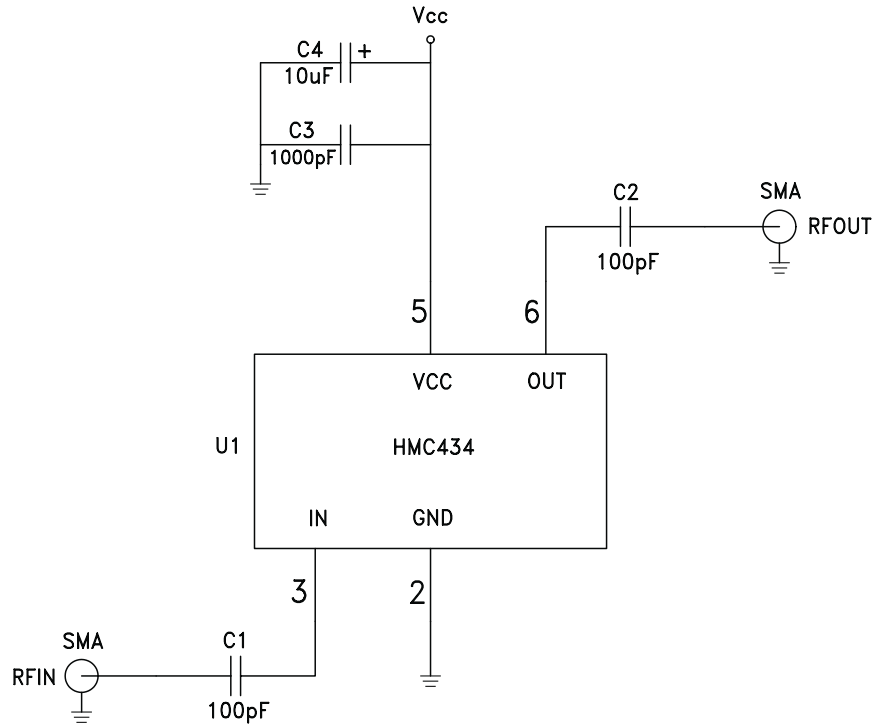 Vcc
C4
+
10uF
C3
1000pF
C2
SMA
RFOUT
100pF
5
6
VCC
OUT
U1
HMC434
IN
GND
3
2
SMA
C1
RFIN
100pF